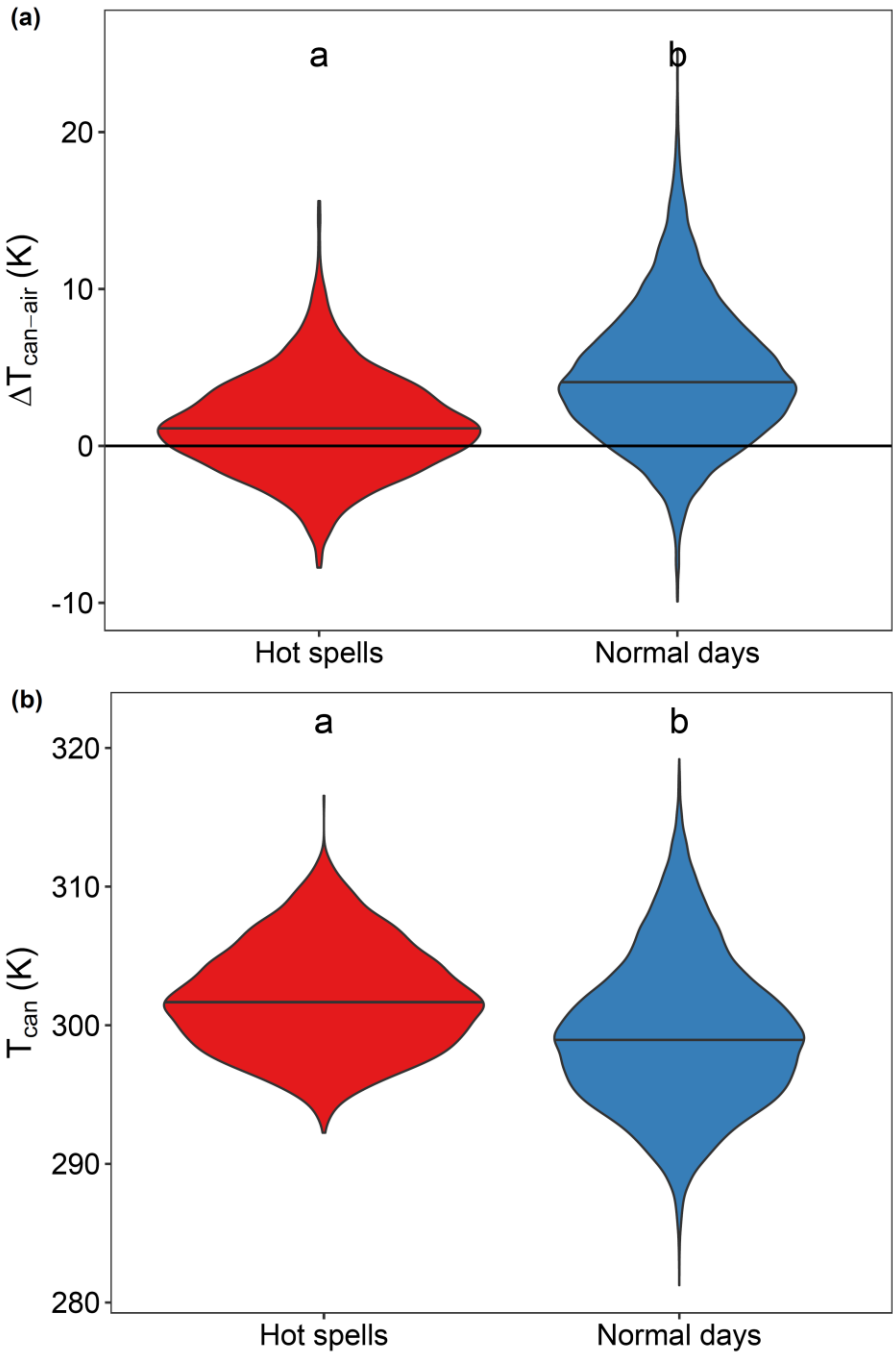 (a)
a b
20
10
0
-10
ΔTcan−air (K)
Hot spells Normal days
(b)
a b
320
310
300
290
280
Tcan (K)
Hot spells Normal days